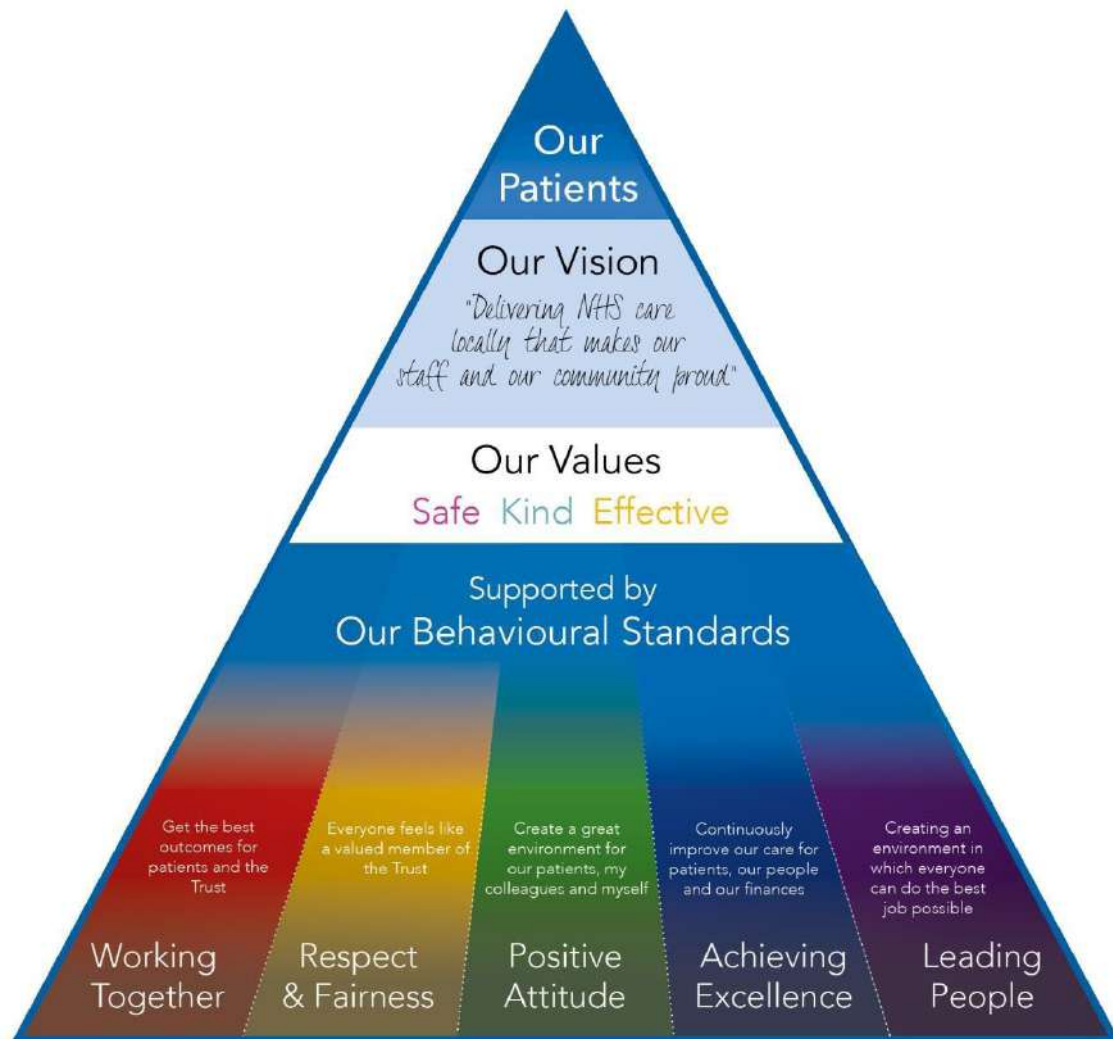 Our
Patients
Our Vision
"Delivering NHS care
locally that makes our
staff and our community proud"
Our Values
Safe Kind Effective
Supported by
Our Behavioural Standards
Get the best
outcomes for
patients and the
Trust
Working
Together
Everyone feels like
a valued member of
the Trust
Respect
& Fairness
Create a great
environment for
our patients, my
colleagues and myself
Positive
Attitude
Continuously
improve our care for
patients, our people
and our finances
Achieving
Excellence
Creating an
environment in
which everyone
can do the best
job possible
Leading
People